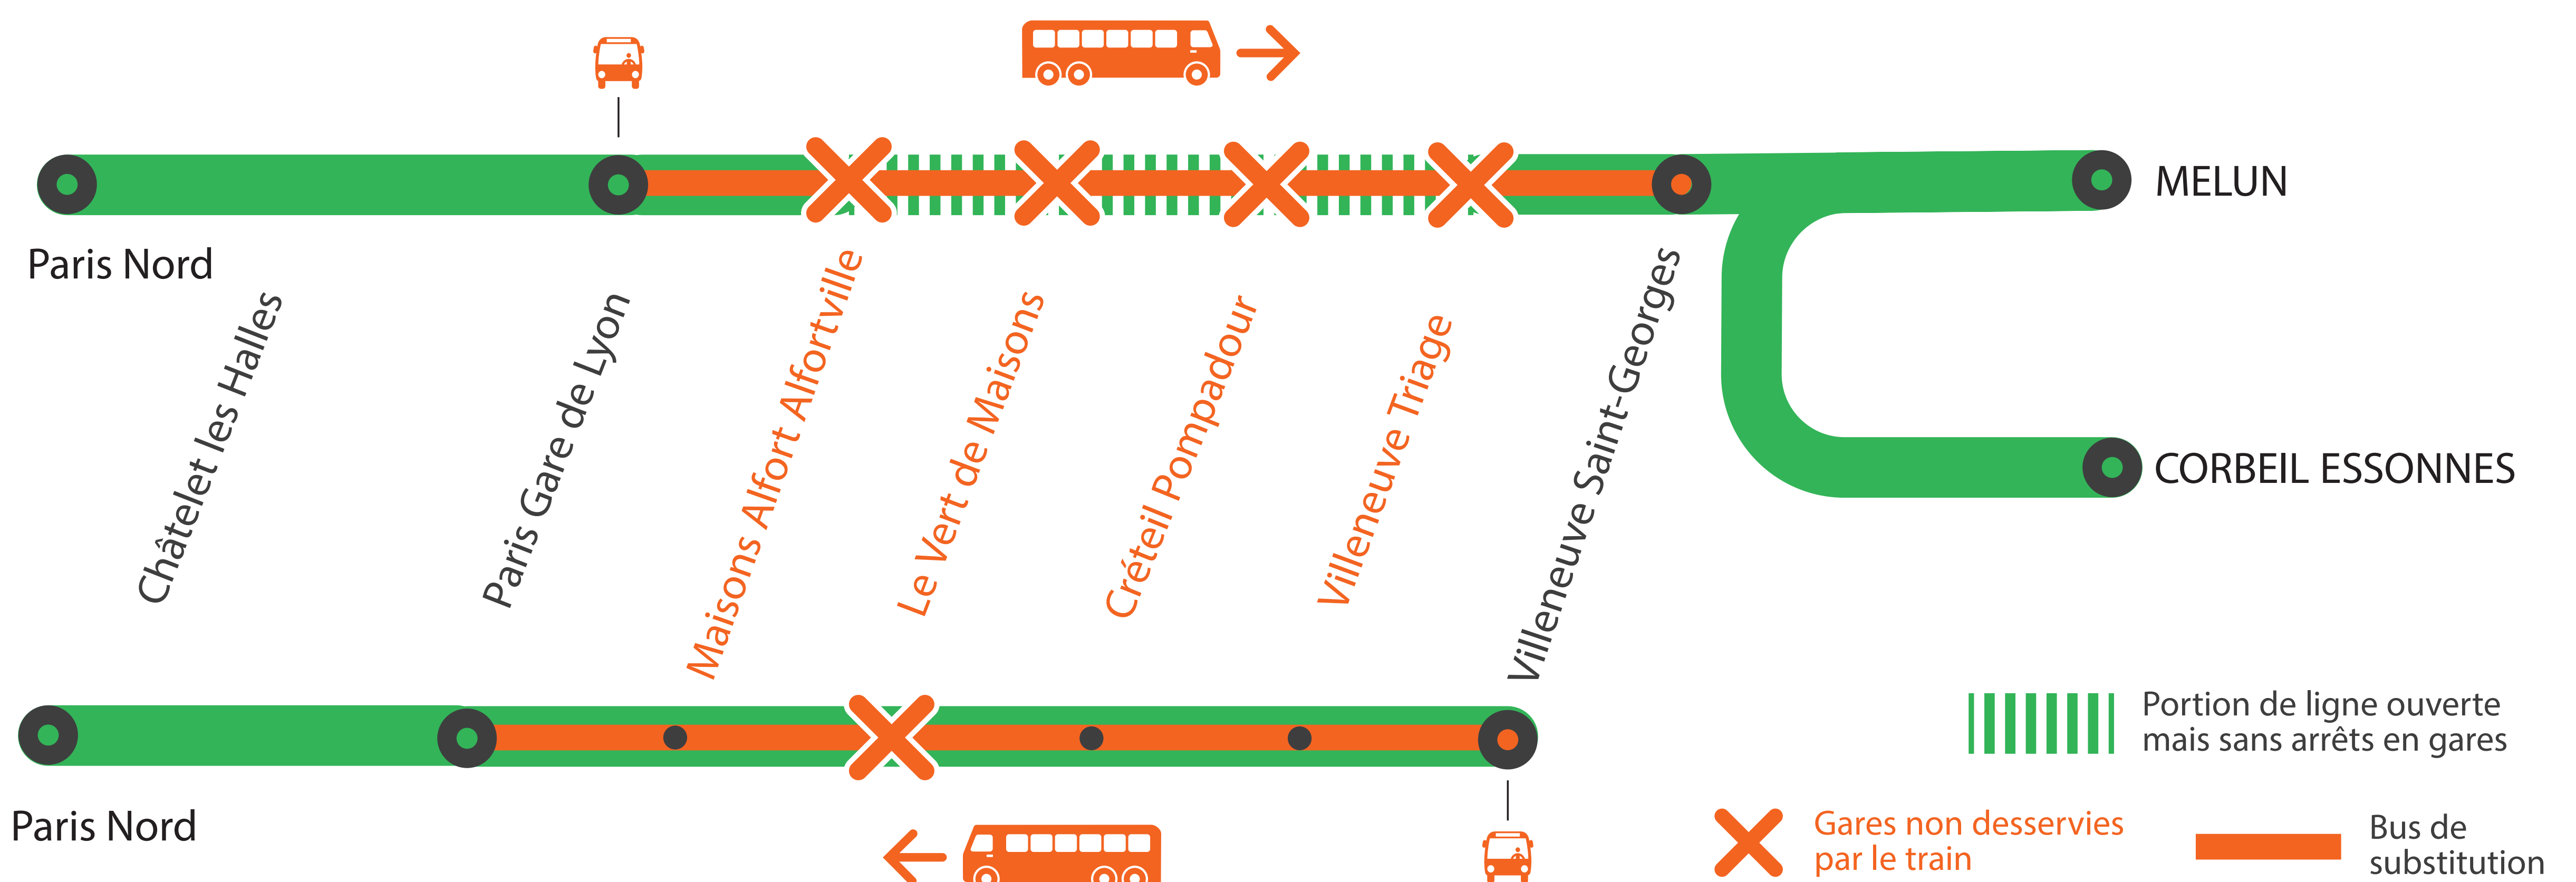 MELUN
Paris Nord
Châtelet les Halles
Paris Gare de Lyon
Maisons Alfort Alfortville
Le Vert de Maisons
Créteil Pompadour
Villeneuve Triage
Villeneuve Saint-Georges
CORBEIL ESSONNES
Paris Nord
Portion de ligne ouverte
mais sans arrêts en gares
Gares non desservies
par le train
Bus de
substitution